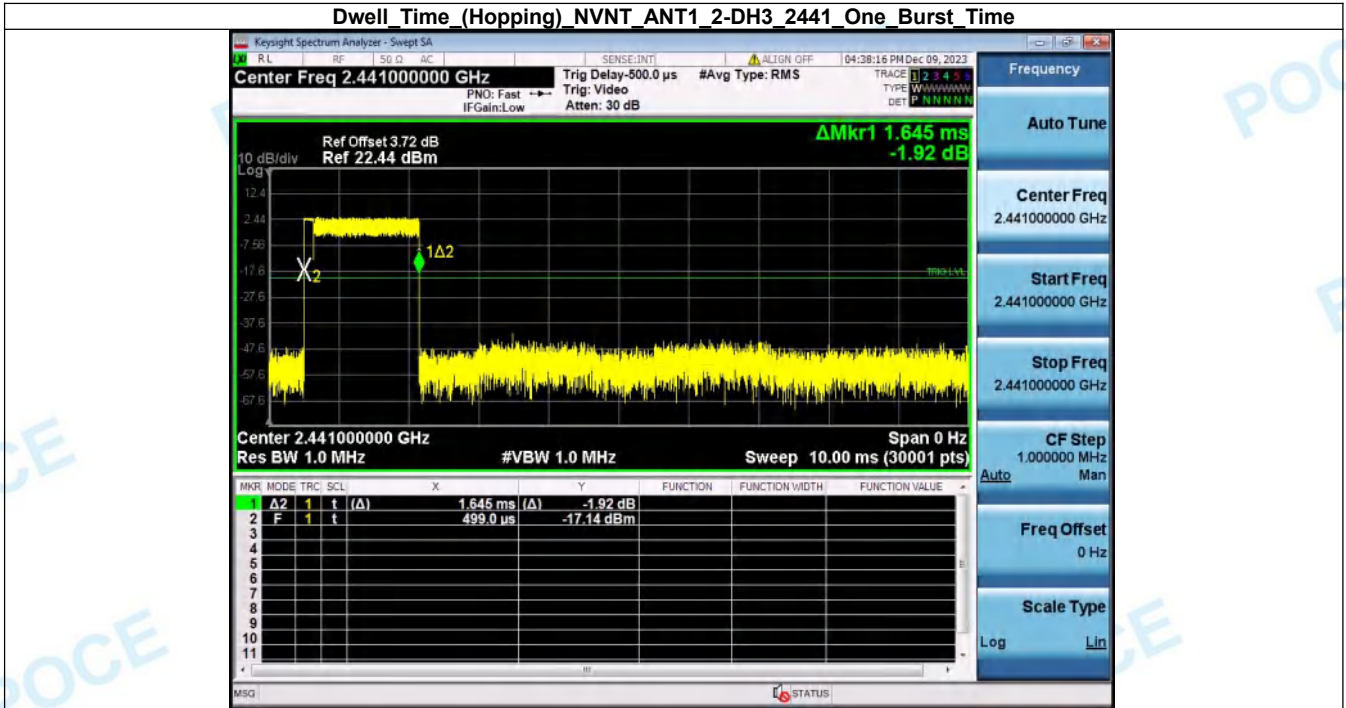 Dwell_Time_(Hopping)_NVNT_ANT1_2-DH3_2441_One_Burst_Time
Keysight Spectrum Analyzer - Swept SA
RL RF 50 Ω AC SENSE:INT ALIGN OFF 04:38:16 PM Dec 09, 2023
Center Freq 2.441000000 GHz
PNO: Fast
IFGain:Low
Trig Delay-500.0 µs
Trig: Video
Atten: 30 dB
#Avg Type: RMS
TRACE 1 2 3 4 5 6
TYPE WWWWWW
DET P N N N N N
ΔMkr1 1.645 ms
-1.92 dB
Ref Offset 3.72 dB
10 dB/div Ref 22.44 dBm
Log
12.4
2.44
-7.56
-17.6
-27.6
-37.6
-47.6
-57.6
-67.6
1Δ2
X2
TRIG LVL
Center 2.441000000 GHz Span 0 Hz
Res BW 1.0 MHz #VBW 1.0 MHz Sweep 10.00 ms (30001 pts)
MKR MODE TRC SCL X Y FUNCTION FUNCTION WIDTH FUNCTION VALUE
1 Δ2 1 t (Δ) 1.645 ms (Δ) -1.92 dB
2 F 1 t 499.0 µs -17.14 dBm
3
4
5
6
7
8
9
10
11
MSG STATUS
Frequency
Auto Tune
Center Freq
2.441000000 GHz
Start Freq
2.441000000 GHz
Stop Freq
2.441000000 GHz
CF Step
1.000000 MHz
Auto Man
Freq Offset
0 Hz
Scale Type
Log Lin
POCE